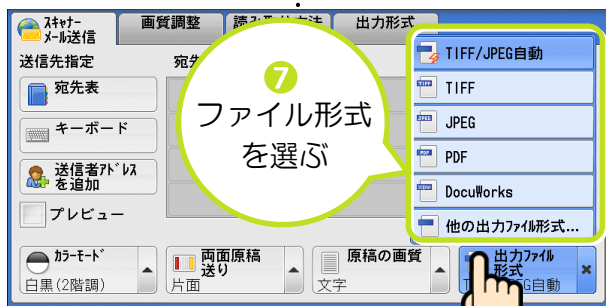 ｽｷｬﾅｰ
ﾒｰﾙ送信
画質調整
読み取り方法
出力形式
送信先指定
宛先
宛先表
キーボード
送信者ｱﾄﾞﾚｽ
を追加
プレビュー
7
ファイル形式
を選ぶ
TIFF/JPEG自動
TIFF
JPEG
PDF
DocuWorks
他の出力ﾌｧｲﾙ形式...
ｶﾗｰﾓｰﾄﾞ
白黒(2階調)
両面原稿
送り
片面
原稿の画質
文字
出力ﾌｧｲﾙ
形式
G自動